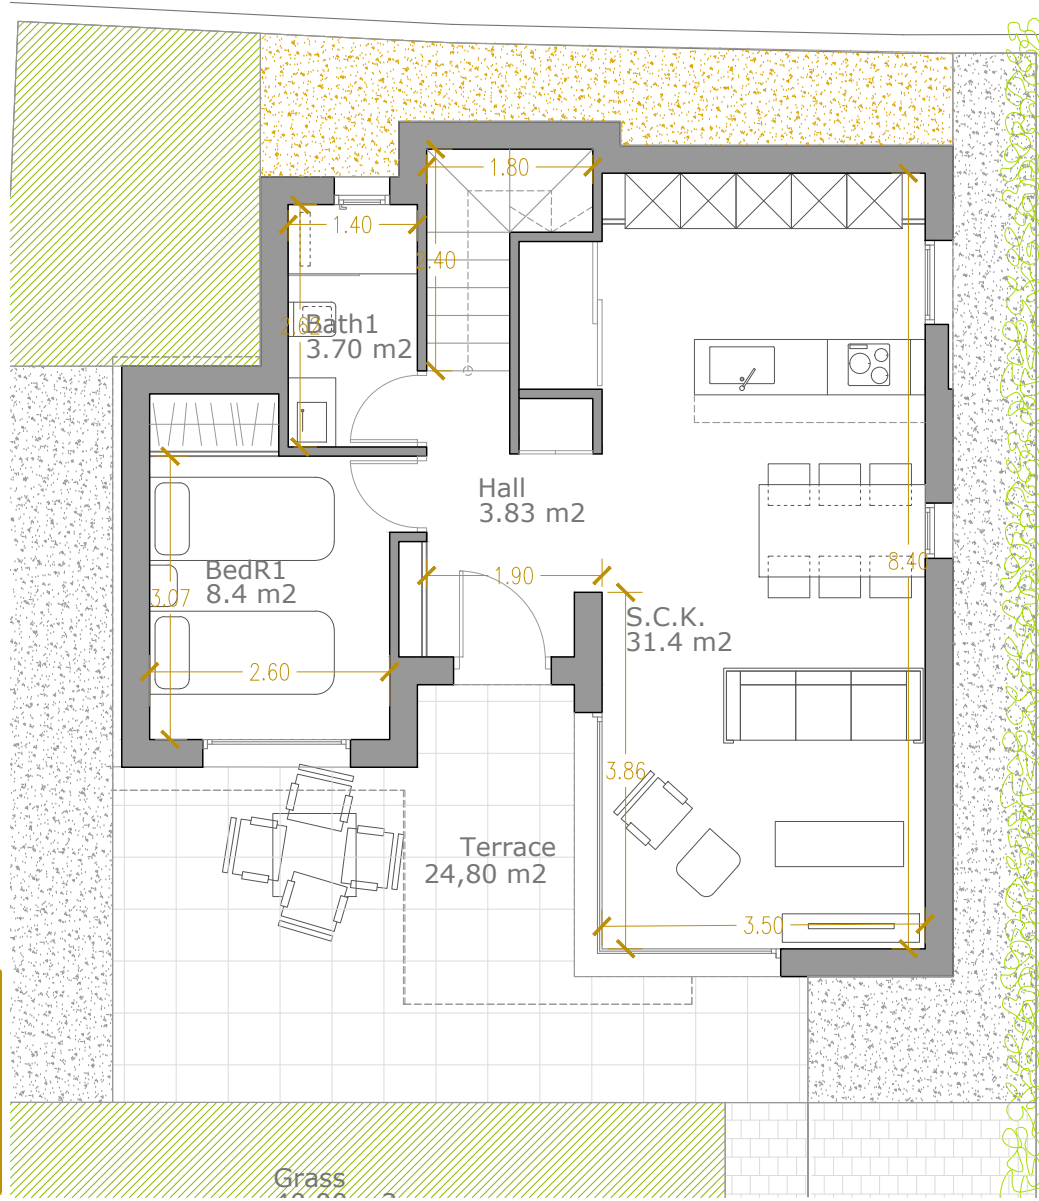 1.80
1.40
2.40
Bath1
2.62
3.70 m2
Hall
3.83 m2
BedR1
8.4 m2
3.07
1.90
8.40
S.C.K.
31.4 m2
2.60
3.86
Terrace
24,80 m2
3.50
Grass